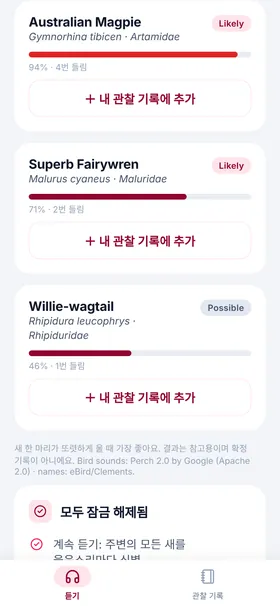 Australian Magpie
Likely
Gymnorhina tibicen · Artamidae
94% · 4번 들림
+ 내 관찰 기록에 추가
Superb Fairywren
Likely
Malurus cyaneus · Maluridae
71% · 2번 들림
+ 내 관찰 기록에 추가
Willie-wagtail
Possible
Rhipidura leucophrys ·
Rhipiduridae
46% · 1번 들림
+ 내 관찰 기록에 추가
새 한 마리가 또렷하게 울 때 가장 좋아요. 결과는 참고용이며 확정
기록이 아니에요. Bird sounds: Perch 2.0 by Google (Apache
2.0) · names: eBird/Clements.
모두 잠금 해제됨
계속 듣기: 주변의 모든 새를
듣기
관찰 기록